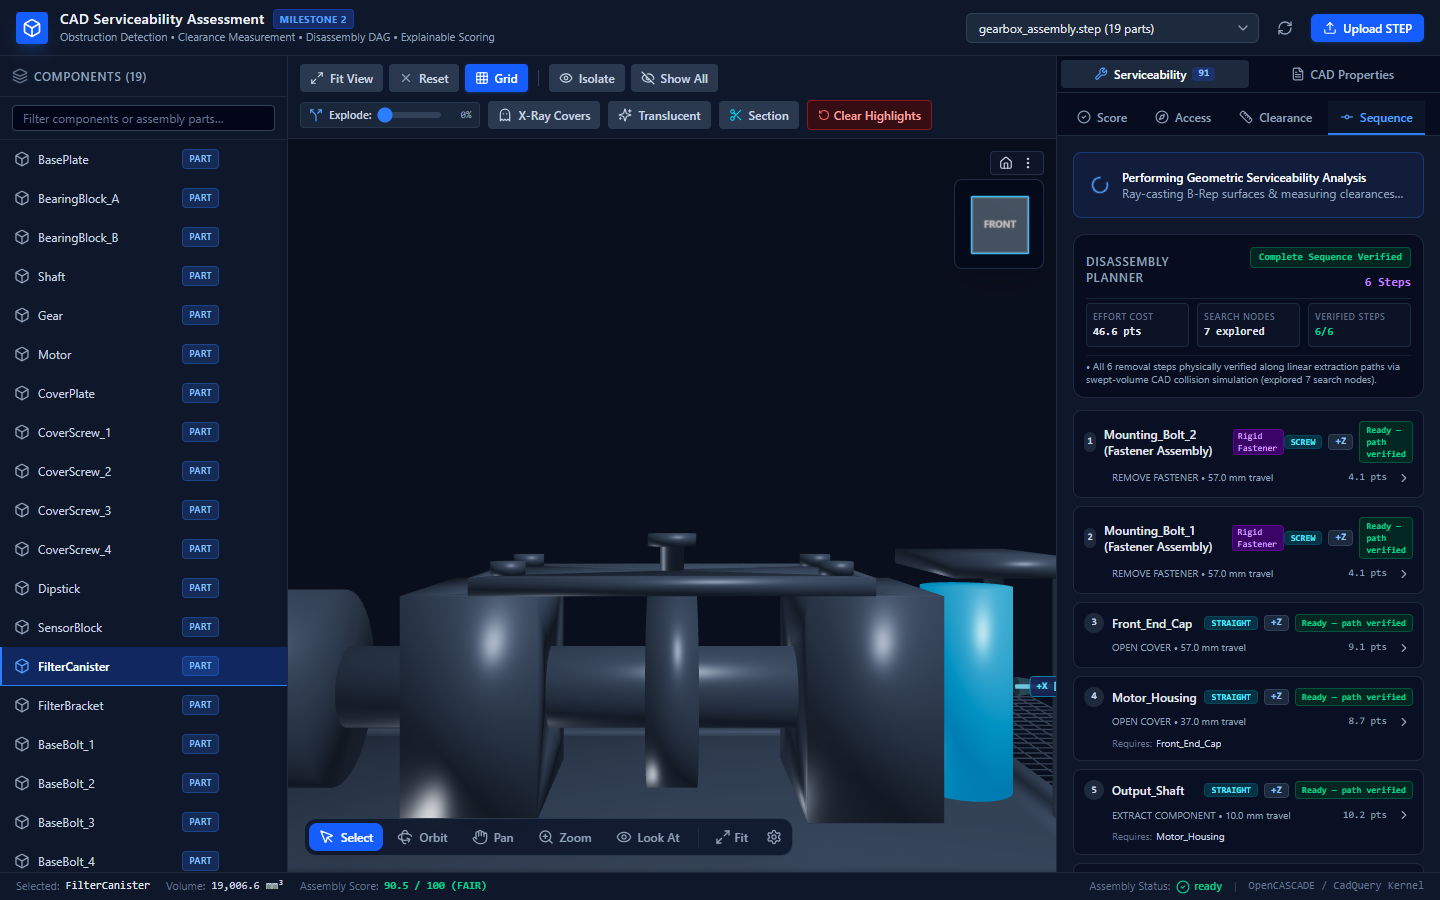 CAD Serviceability Assessment MILESTONE 2
Obstruction Detection • Clearance Measurement • Disassembly DAG • Explainable Scoring
gearbox_assembly.step (19 parts)
Upload STEP
COMPONENTS (19)
Filter components or assembly parts...
BasePlate PART
BearingBlock_A PART
BearingBlock_B PART
Shaft PART
Gear PART
Motor PART
CoverPlate PART
CoverScrew_1 PART
CoverScrew_2 PART
CoverScrew_3 PART
CoverScrew_4 PART
Dipstick PART
SensorBlock PART
FilterCanister PART
FilterBracket PART
BaseBolt_1 PART
BaseBolt_2 PART
BaseBolt_3 PART
BaseBolt_4 PART
Fit View Reset Grid Isolate Show All
Explode: 0% X-Ray Covers Translucent Section Clear Highlights
FRONT
+X
Select Orbit Pan Zoom Look At Fit
Serviceability 91 CAD Properties
Score Access Clearance Sequence
Performing Geometric Serviceability Analysis
Ray-casting B-Rep surfaces & measuring clearances...
DISASSEMBLY
PLANNER
Complete Sequence Verified
6 Steps
EFFORT COST
46.6 pts
SEARCH NODES
7 explored
VERIFIED STEPS
6/6
• All 6 removal steps physically verified along linear extraction paths via
swept-volume CAD collision simulation (explored 7 search nodes).
1 Mounting_Bolt_2
(Fastener Assembly)
Rigid
Fastener
SCREW
+Z
Ready —
path
verified
REMOVE FASTENER • 57.0 mm travel 4.1 pts
2 Mounting_Bolt_1
(Fastener Assembly)
Rigid
Fastener
SCREW
+Z
Ready —
path
verified
REMOVE FASTENER • 57.0 mm travel 4.1 pts
3 Front_End_Cap STRAIGHT +Z Ready — path verified
OPEN COVER • 57.0 mm travel 9.1 pts
4 Motor_Housing STRAIGHT +Z Ready — path verified
OPEN COVER • 37.0 mm travel 8.7 pts
Requires: Front_End_Cap
5 Output_Shaft STRAIGHT +Z Ready — path verified
EXTRACT COMPONENT • 10.0 mm travel 10.2 pts
Requires: Motor_Housing
Selected: FilterCanister Volume: 19,006.6 mm³ Assembly Score: 90.5 / 100 (FAIR)
Assembly Status: ready | OpenCASCADE / CadQuery Kernel